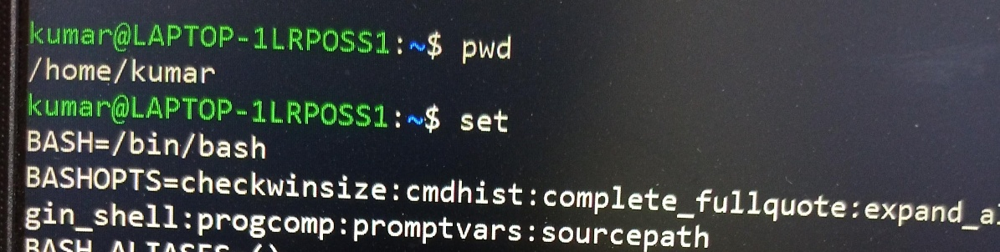 kumar@LAPTOP-1LRPOSS1:~$ pwd
/home/kumar
kumar@LAPTOP-1LRPOSS1:~$ set
BASH=/bin/bash
BASHOPTS=checkwinsize:cmdhist:complete_fullquote:expand_a
gin_shell:progcomp:promptvars:sourcepath
BASH_ALIASES=()